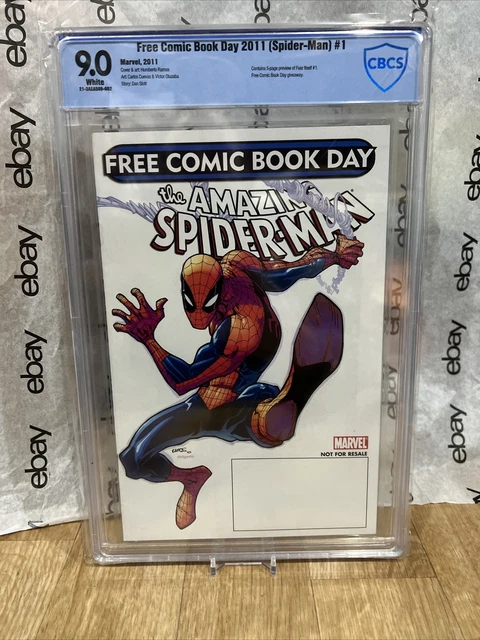 Free Comic Book Day 2011 (Spider-Man) #1
9.0
White
Marvel, 2011
Cover & art: Humberto Ramos
Art: Carlos Cuevas & Victor Olazaba
Story: Dan Slott
Contains 5-page preview of Fear Itself #1.
Free Comic Book Day giveaway.
CBCS
FREE COMIC BOOK DAY
the AMAZING
SPIDER-MAN
MARVEL
NOT FOR RESALE
ebay
ebay
ebay
ebay
ebay
ebay
ebay
ebay
ebay
ebay